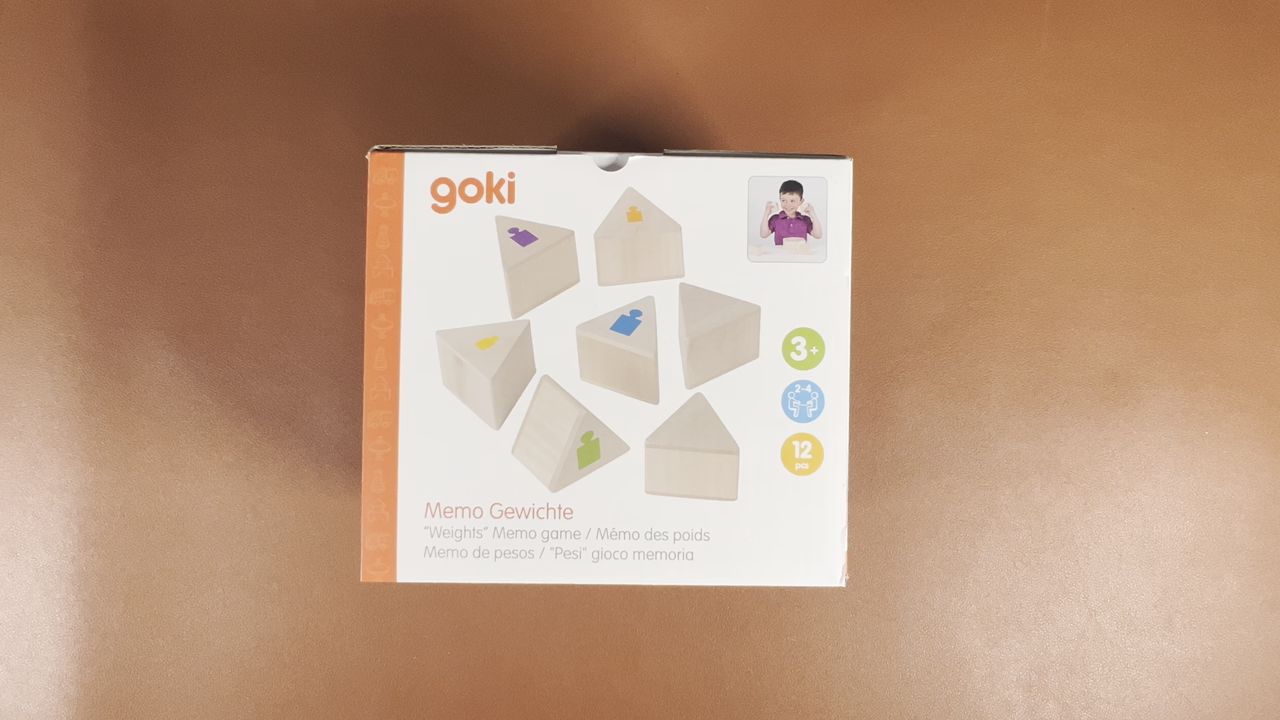 goki
3+
2-4
12
pcs
Memo Gewichte
"Weights" Memo game / Mémo des poids
Memo de pesos / "Pesi" gioco memoria